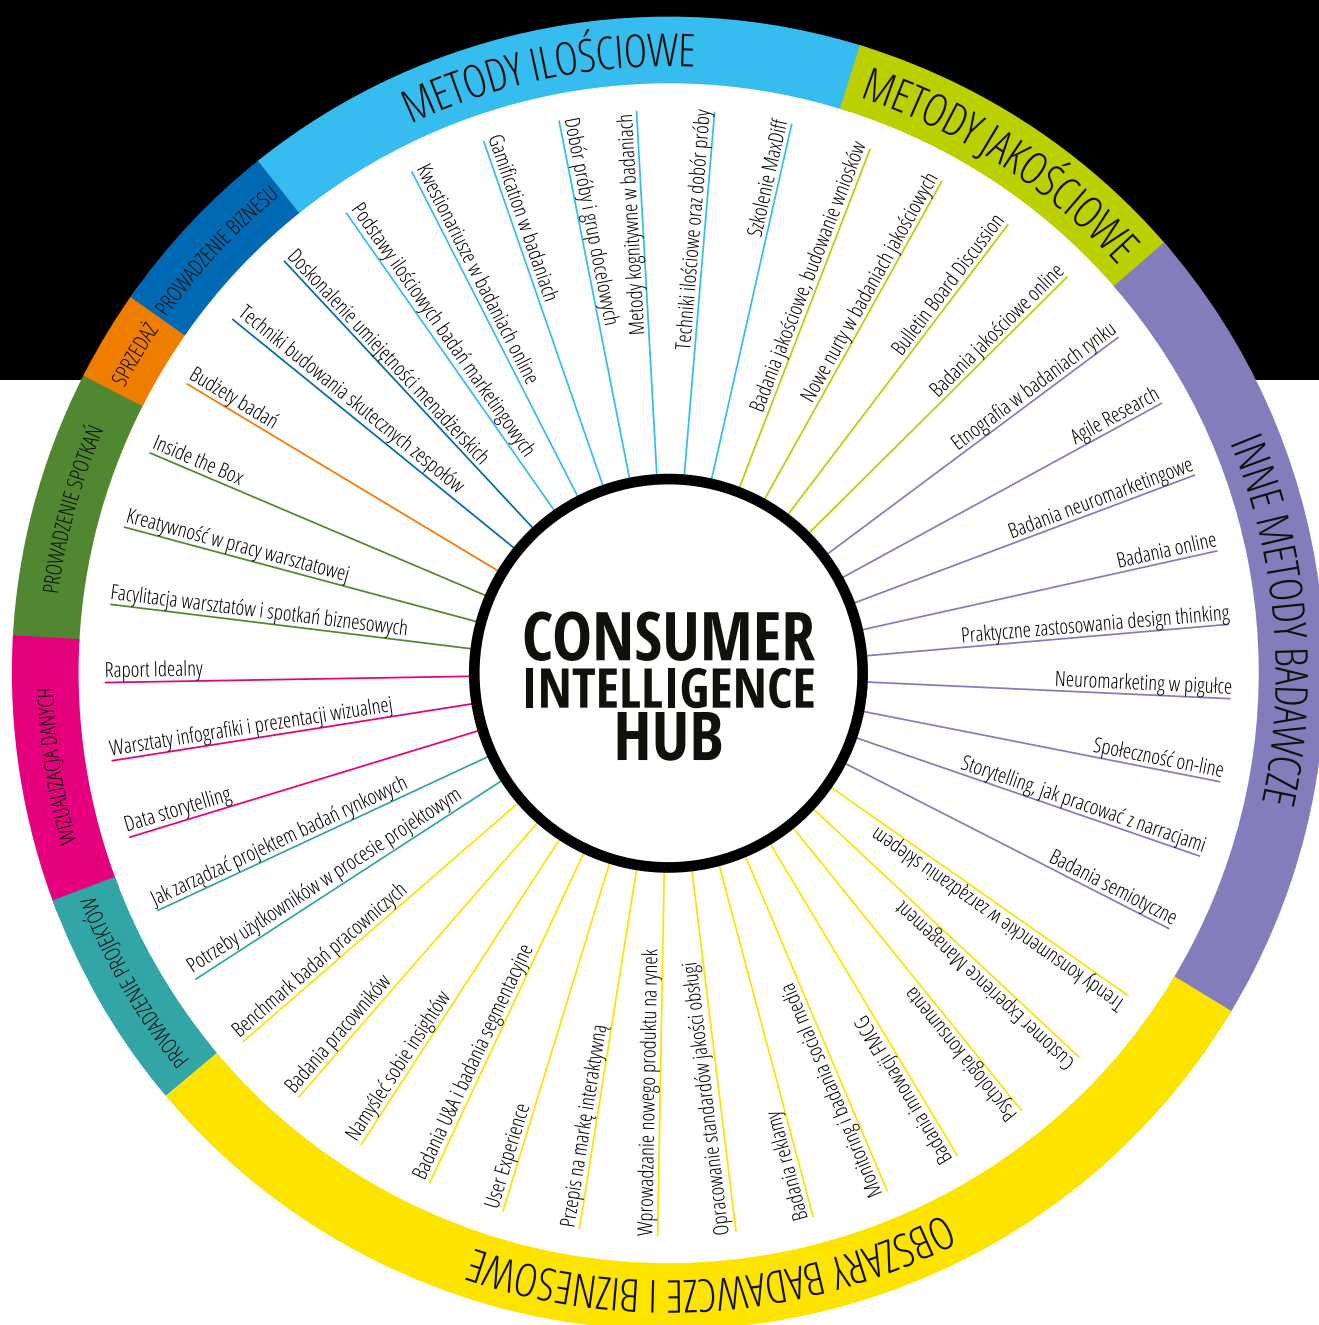 CONSUMER
INTELLIGENCE
HUB
METODY ILOŚCIOWE
Podstawy ilościowych badań marketingowych
Kwestionariusze w badaniach online
Gamification w badaniach
Dobór próby i grup docelowych
Metody kognitywne w badaniach
Techniki ilościowe oraz dobór próby
Szkolenie MaxDiff
METODY JAKOŚCIOWE
Badania jakościowe, budowanie wniosków
Nowe nurty w badaniach jakościowych
Bulletin Board Discussion
Badania jakościowe online
INNE METODY BADAWCZE
Etnografia w badaniach rynku
Agile Research
Badania neuromarketingowe
Badania online
Praktyczne zastosowania design thinking
Neuromarketing w pigułce
Społeczność on-line
Storytelling, jak pracować z narracjami
Badania semiotyczne
OBSZARY BADAWCZE I BIZNESOWE
Trendy konsumenckie w zarządzaniu sklepem
Customer Experience Management
Psychologia konsumenta
Badania innowacji FMCG
Monitoring i badania social media
Badania reklamy
Opracowanie standardów jakości obsługi
Wprowadzanie nowego produktu na rynek
Przepis na markę interaktywną
User Experience
Badania U&A i badania segmentacyjne
Namyśleć sobie insightów
Badania pracowników
Benchmark badań pracowniczych
PROWADZENIE PROJEKTÓW
Potrzeby użytkowników w procesie projektowym
Jak zarządzać projektem badań rynkowych
WIZUALIZACJA DANYCH
Data storytelling
Warsztaty infografiki i prezentacji wizualnej
Raport Idealny
PROWADZENIE SPOTKAŃ
Facylitacja warsztatów i spotkań biznesowych
Kreatywność w pracy warsztatowej
Inside the Box
SPRZEDAŻ
Budżety badań
PROWADZENIE BIZNESU
Techniki budowania skutecznych zespołów
Doskonalenie umiejętności menadżerskich